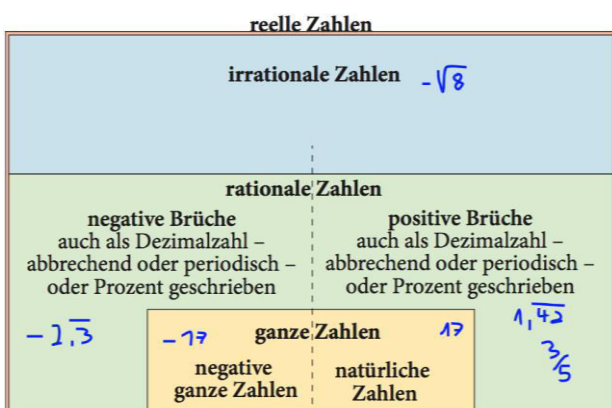 reelle Zahlen
irrationale Zahlen -√8
rationale Zahlen
negative Brüche
auch als Dezimalzahl –
abbrechend oder periodisch –
oder Prozent geschrieben
positive Brüche
auch als Dezimalzahl –
abbrechend oder periodisch –
oder Prozent geschrieben
-2,3̅
-17 ganze Zahlen 17
1,4̅2̅
3/5
negative
ganze Zahlen
natürliche
Zahlen